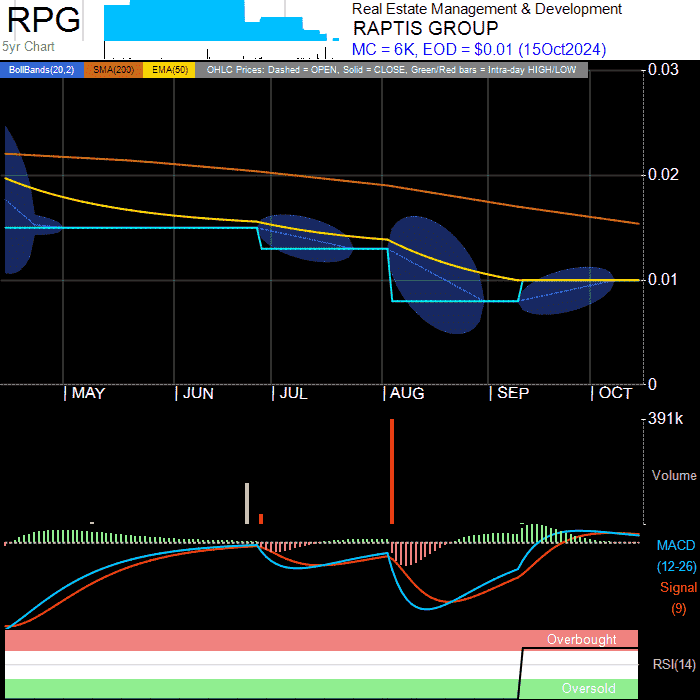 RPG
5yr Chart
Real Estate Management & Development
RAPTIS GROUP
MC = 6K, EOD = $0.01 (15Oct2024)
BollBands(20,2) SMA(200) EMA(50) OHLC Prices: Dashed = OPEN, Solid = CLOSE, Green/Red bars = Intra-day HIGH/LOW
0.03
0.02
0.01
0
MAY JUN JUL AUG SEP OCT
391k
Volume
MACD
(12-26)
Signal
(9)
Overbought
RSI(14)
Oversold